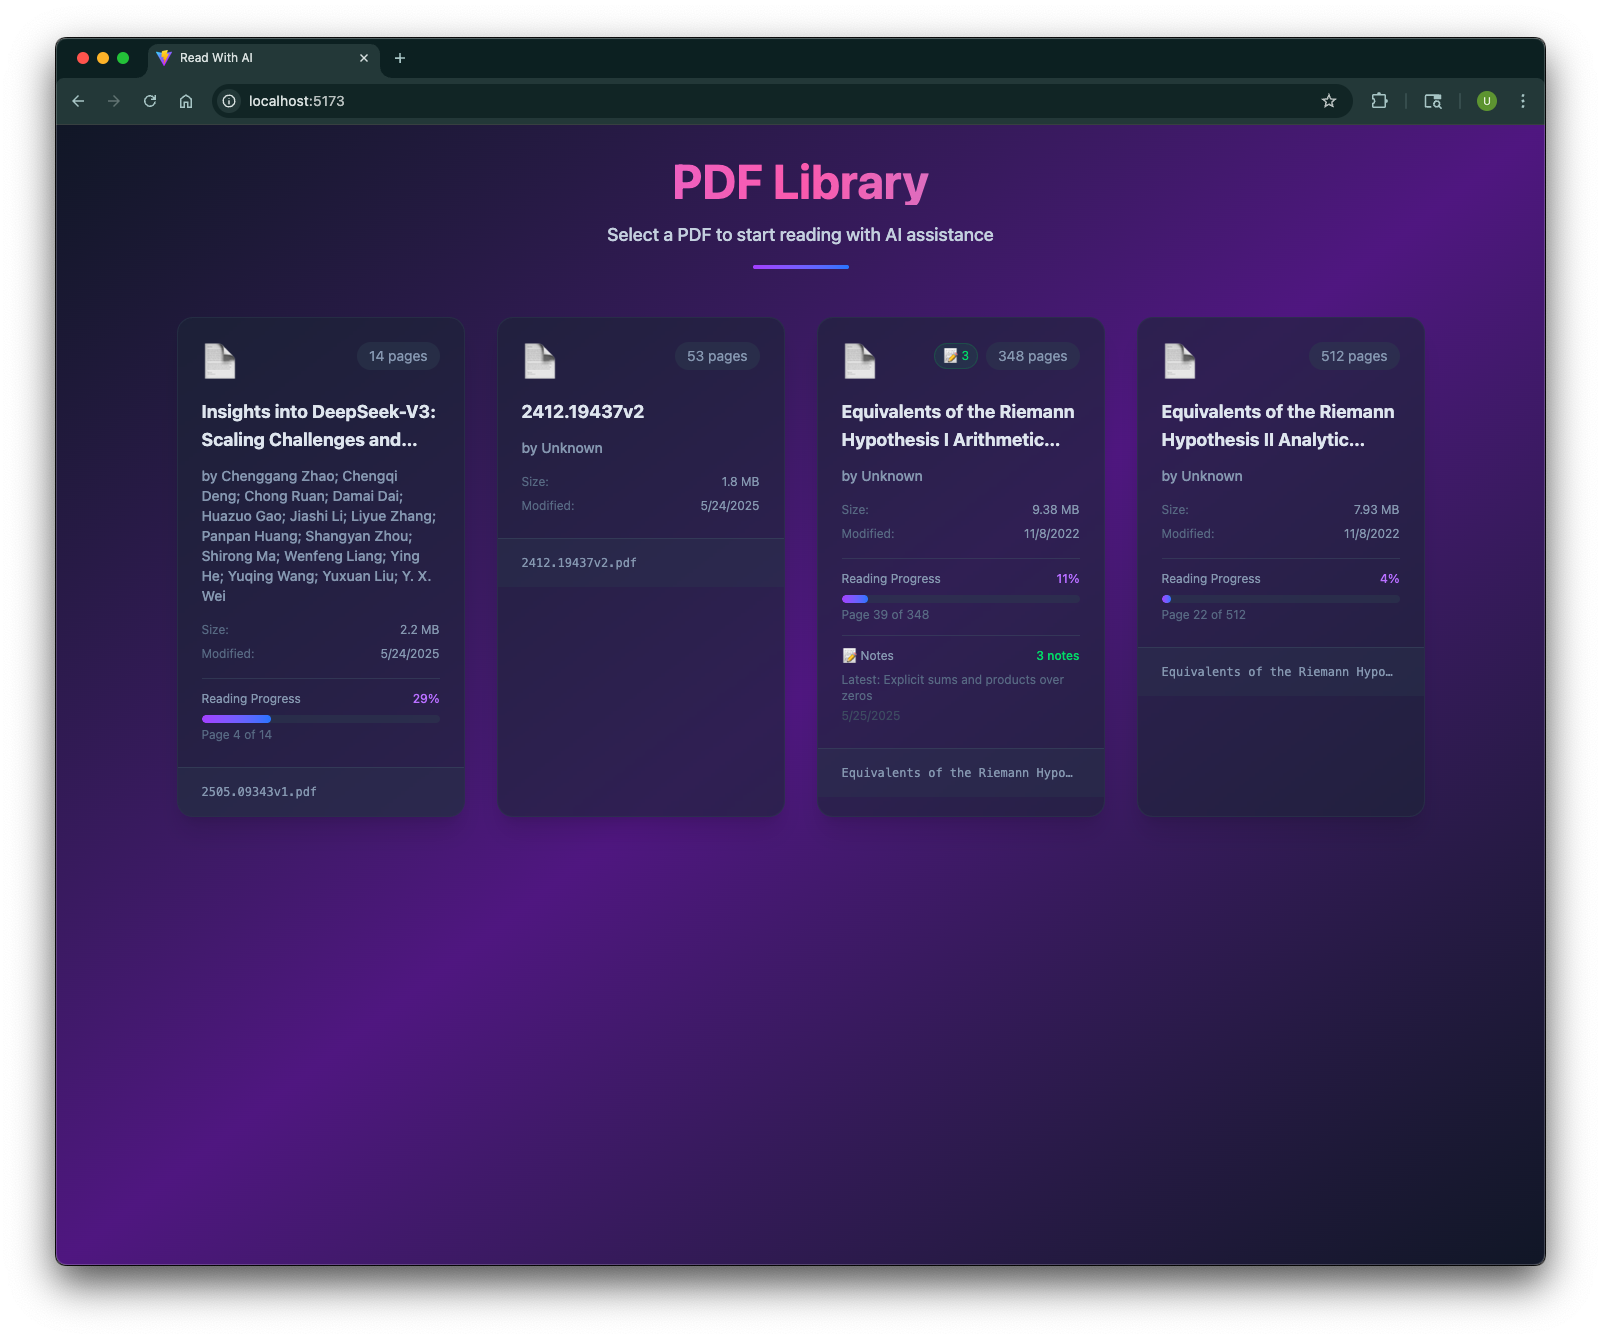 Read With AI
localhost:5173
U
PDF Library
Select a PDF to start reading with AI assistance
14 pages
Insights into DeepSeek-V3:
Scaling Challenges and...
by Chenggang Zhao; Chengqi
Deng; Chong Ruan; Damai Dai;
Huazuo Gao; Jiashi Li; Liyue Zhang;
Panpan Huang; Shangyan Zhou;
Shirong Ma; Wenfeng Liang; Ying
He; Yuqing Wang; Yuxuan Liu; Y. X.
Wei
Size: 2.2 MB
Modified: 5/24/2025
Reading Progress 29%
Page 4 of 14
2505.09343v1.pdf
53 pages
2412.19437v2
by Unknown
Size: 1.8 MB
Modified: 5/24/2025
2412.19437v2.pdf
3 348 pages
Equivalents of the Riemann
Hypothesis I Arithmetic...
by Unknown
Size: 9.38 MB
Modified: 11/8/2022
Reading Progress 11%
Page 39 of 348
Notes 3 notes
Latest: Explicit sums and products over
zeros
5/25/2025
Equivalents of the Riemann Hypo…
512 pages
Equivalents of the Riemann
Hypothesis II Analytic...
by Unknown
Size: 7.93 MB
Modified: 11/8/2022
Reading Progress 4%
Page 22 of 512
Equivalents of the Riemann Hypo…